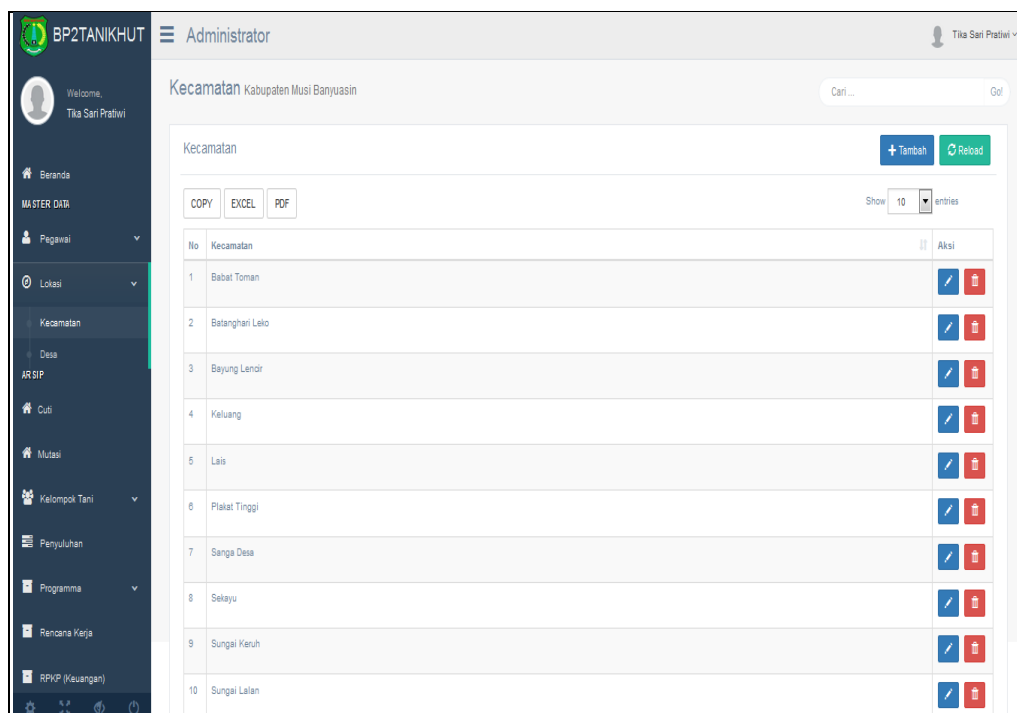 BP2TANIKHUT
Administrator
Tika Sari Pratiwi
Welcome,
Tika Sari Pratiwi
Beranda
MASTER DATA
Pegawai
Lokasi
Kecamatan
Desa
ARSIP
Cuti
Mutasi
Kelompok Tani
Penyuluhan
Programma
Rencana Kerja
RPKP (Keuangan)
Kecamatan Kabupaten Musi Banyuasin
Cari ... Go!
Kecamatan
Tambah Reload
COPY EXCEL PDF
Show 10 entries
No Kecamatan Aksi
1 Babat Toman
2 Batanghari Leko
3 Bayung Lencir
4 Keluang
5 Lais
6 Plakat Tinggi
7 Sanga Desa
8 Sekayu
9 Sungai Keruh
10 Sungai Lalan